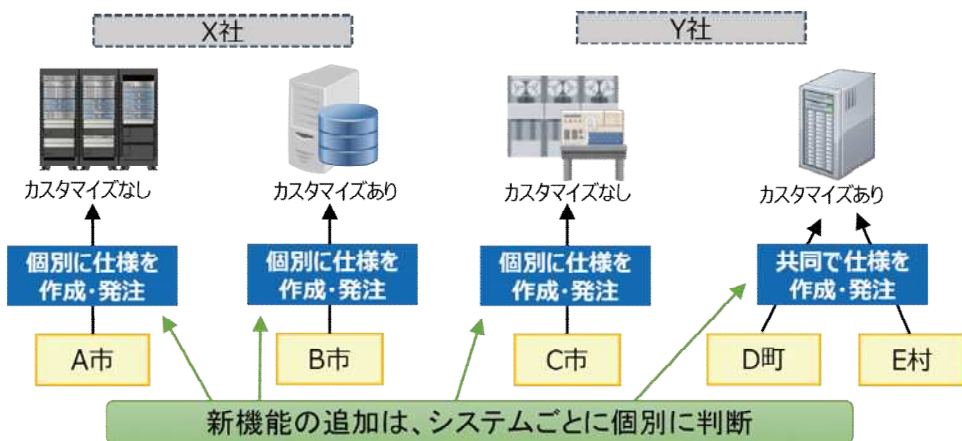 X社
Y社
カスタマイズなし
カスタマイズあり
カスタマイズなし
カスタマイズあり
個別に仕様を
作成・発注
個別に仕様を
作成・発注
個別に仕様を
作成・発注
共同で仕様を
作成・発注
A市
B市
C市
D町
E村
新機能の追加は、システムごとに個別に判断